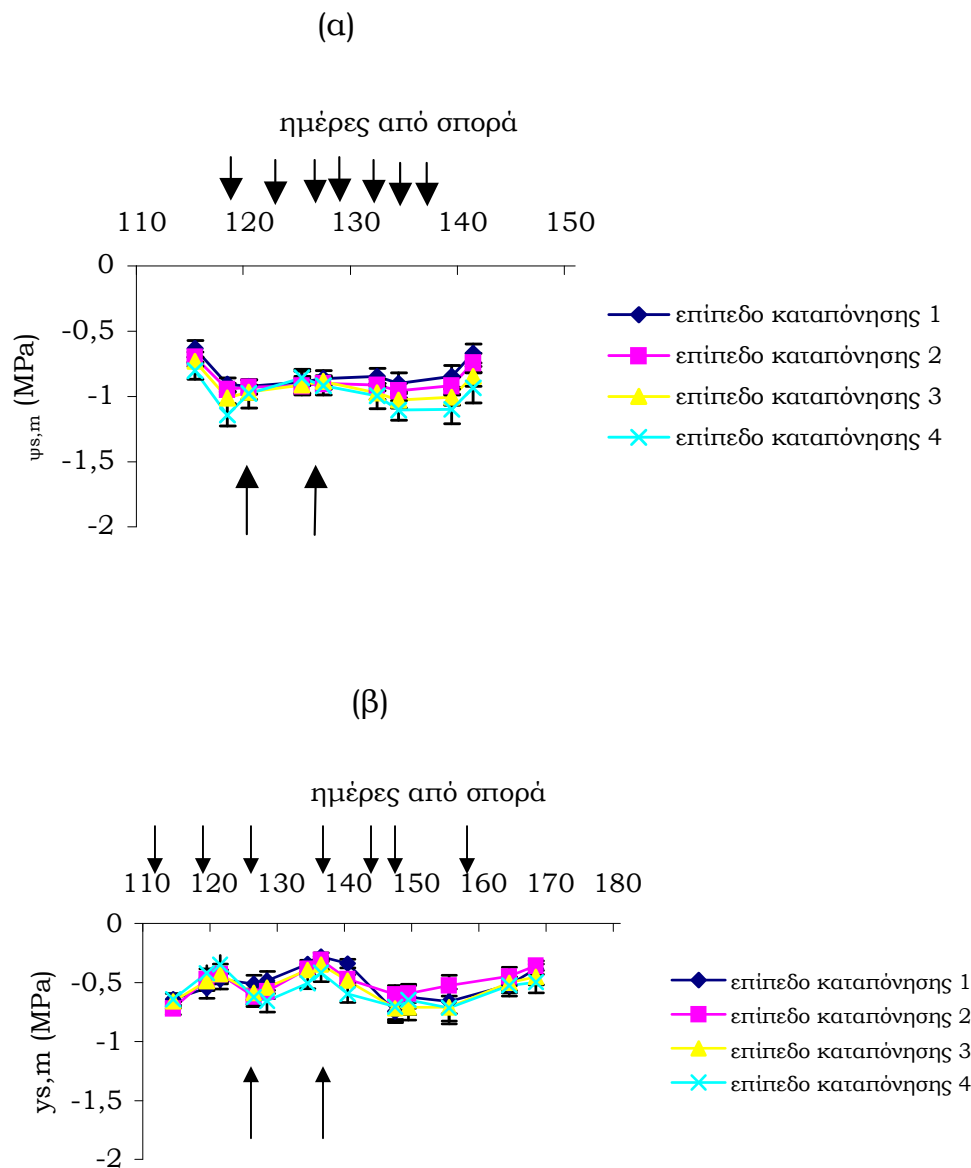 (α)
ημέρες από σπορά
110 120 130 140 150
0
-0,5
-1
-1,5
-2
ψs,m (MPa)
επίπεδο καταπόνησης 1
επίπεδο καταπόνησης 2
επίπεδο καταπόνησης 3
επίπεδο καταπόνησης 4
(β)
ημέρες από σπορά
110 120 130 140 150 160 170 180
0
-0,5
-1
-1,5
-2
ys,m (MPa)
επίπεδο καταπόνησης 1
επίπεδο καταπόνησης 2
επίπεδο καταπόνησης 3
επίπεδο καταπόνησης 4